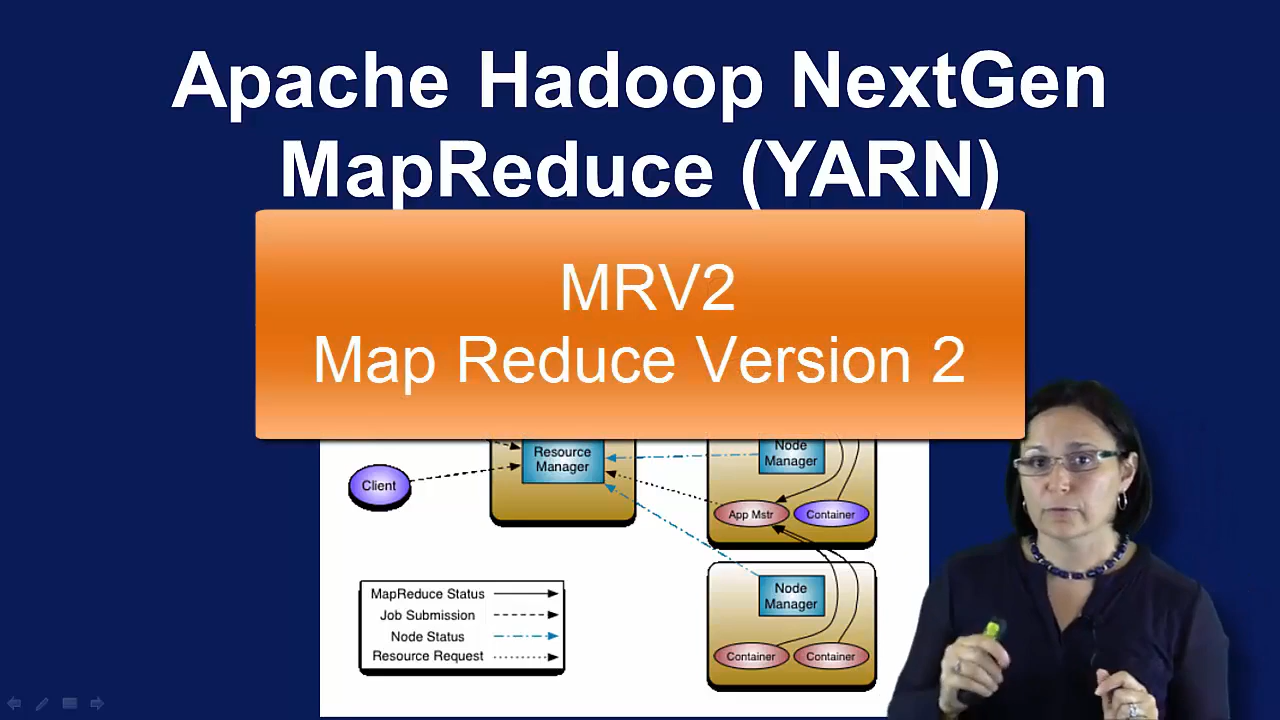 Apache Hadoop NextGen
MapReduce (YARN)
MRV2
Map Reduce Version 2
Resource
Manager
Node
Manager
Client
App Mstr
Container
Node
Manager
MapReduce Status
Job Submission
Node Status
Resource Request
Container
Container